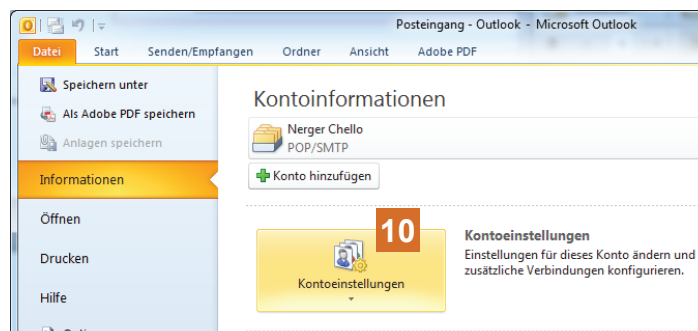 Posteingang - Outlook - Microsoft Outlook
Datei Start Senden/Empfangen Ordner Ansicht Adobe PDF
Speichern unter
Als Adobe PDF speichern
Anlagen speichern
Informationen
Öffnen
Drucken
Hilfe
Kontoinformationen
Nerger Chello
POP/SMTP
Konto hinzufügen
10
Kontoeinstellungen
Kontoeinstellungen
Einstellungen für dieses Konto ändern und
zusätzliche Verbindungen konfigurieren.